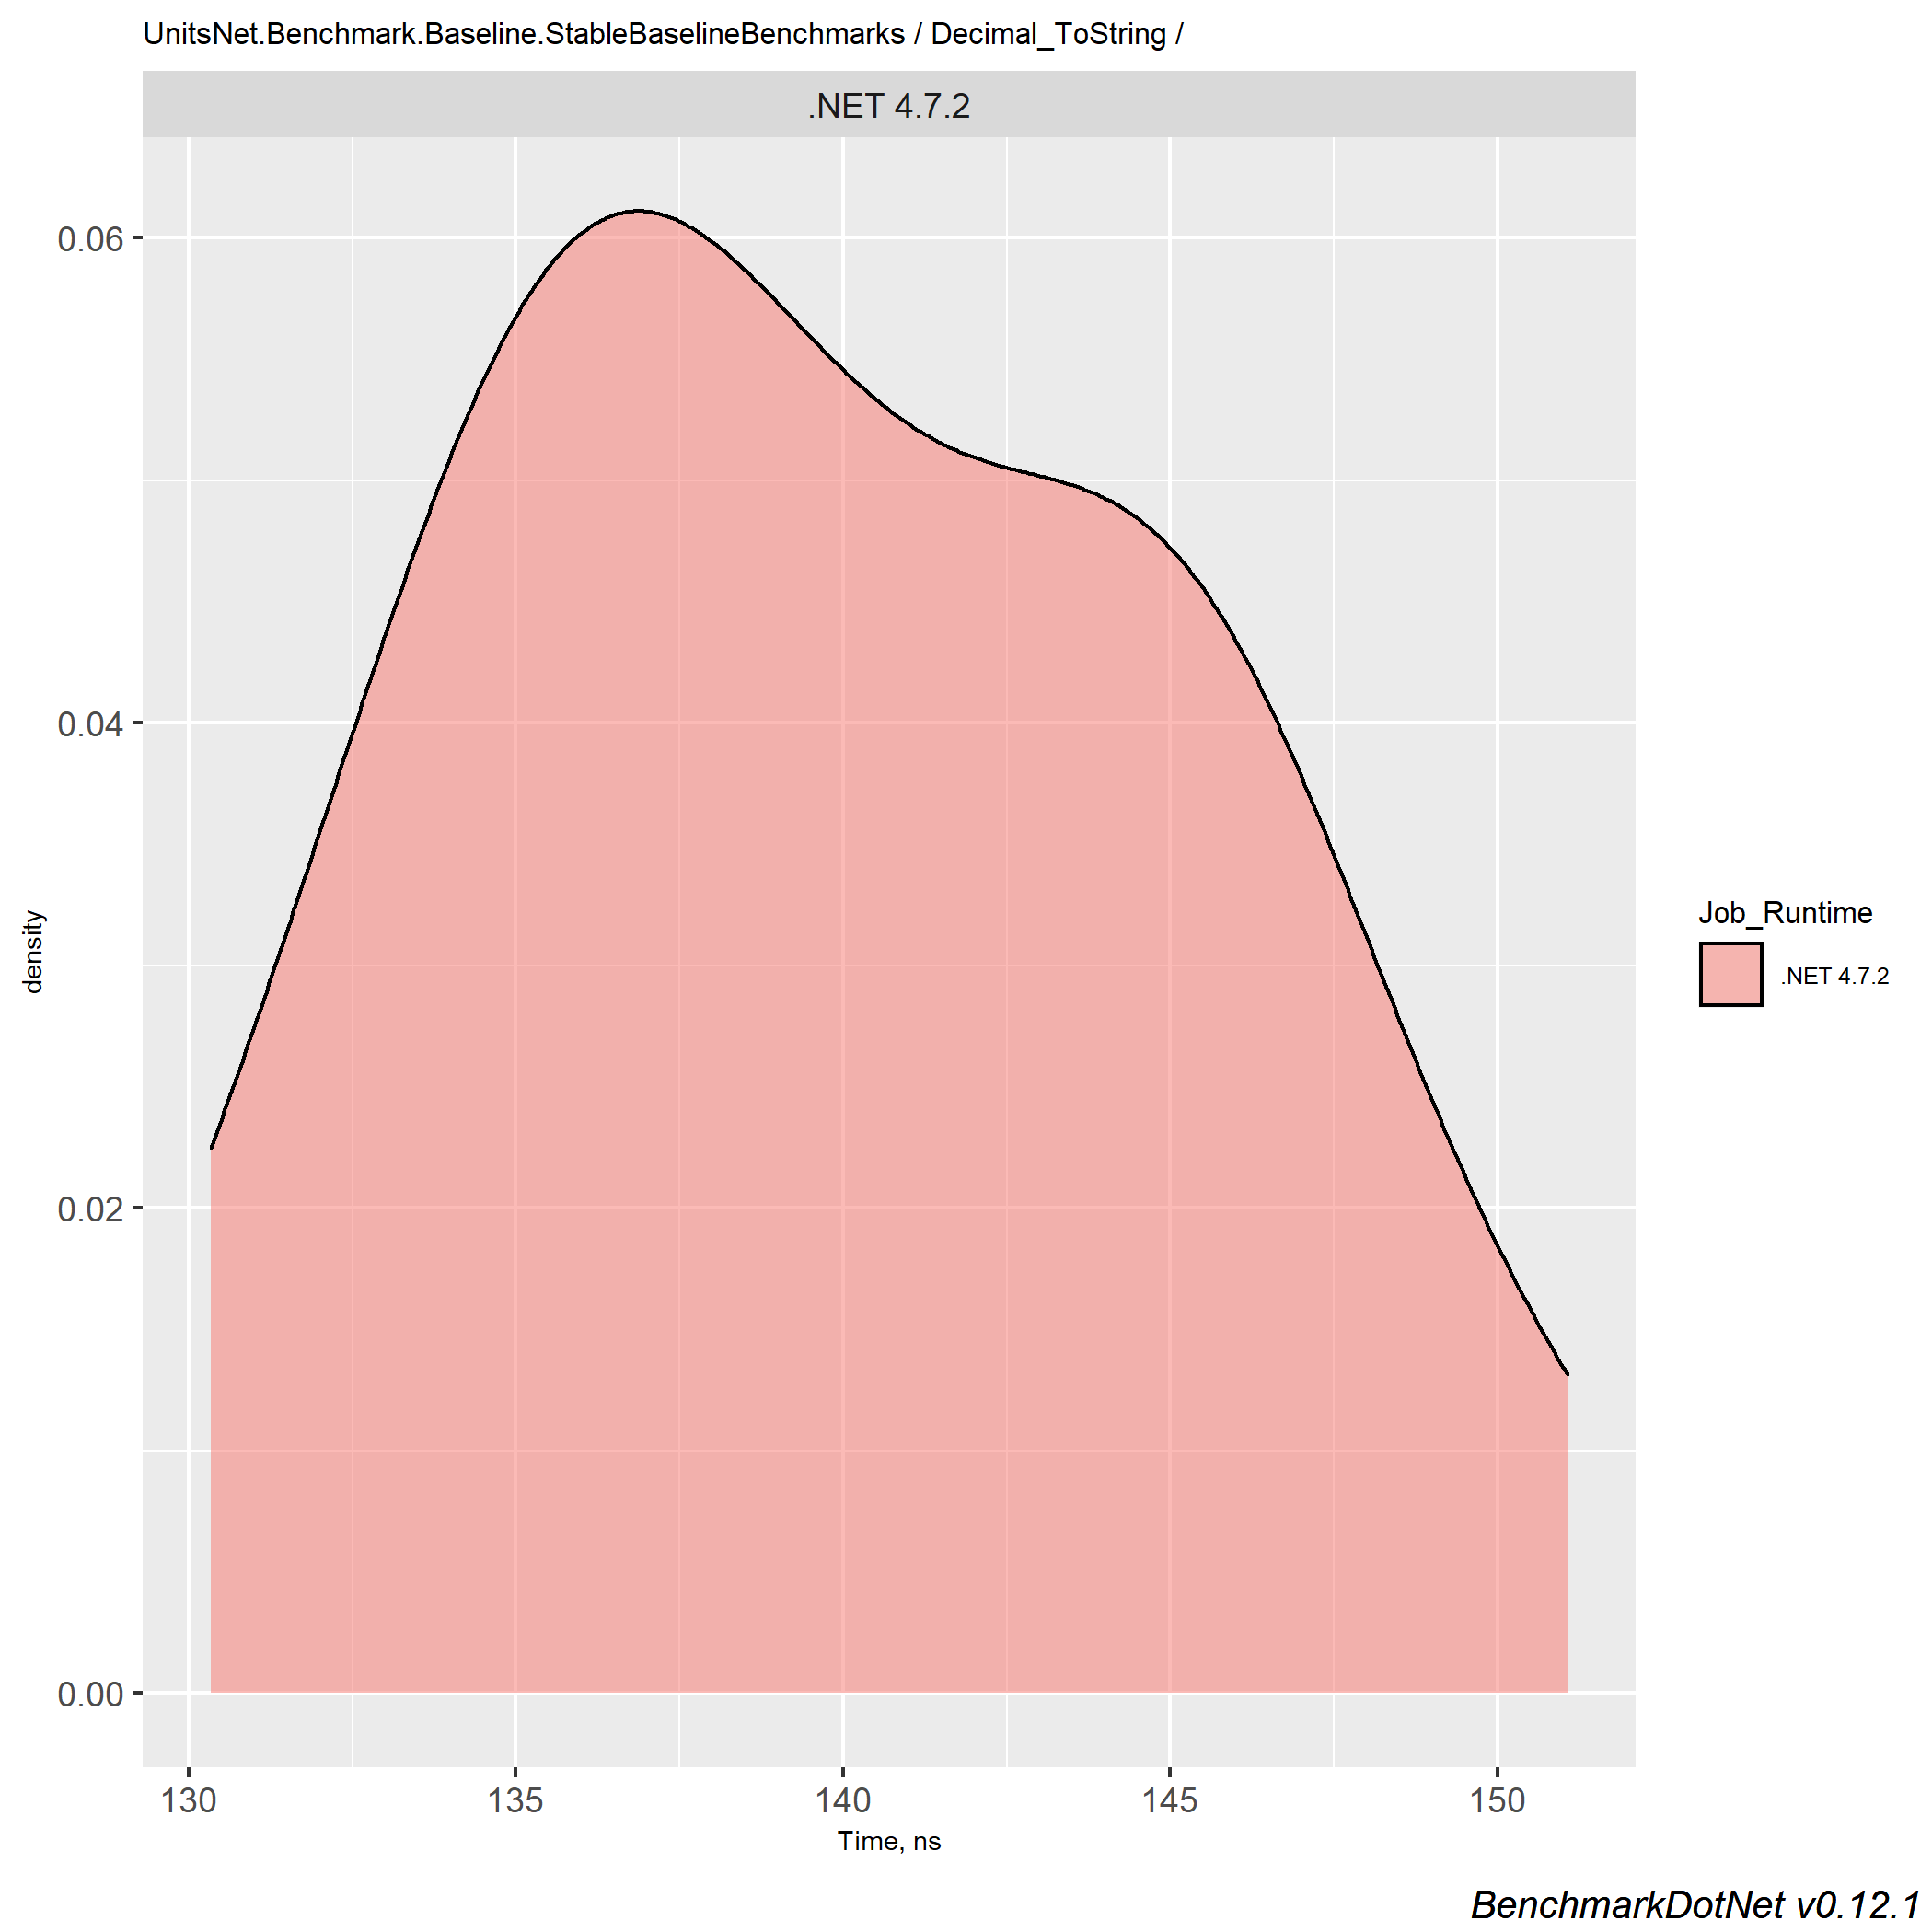 UnitsNet.Benchmark.Baseline.StableBaselineBenchmarks / Decimal_ToString /
.NET 4.7.2
0.06
0.04
0.02
0.00
density
130 135 140 145 150
Time, ns
Job_Runtime
.NET 4.7.2
BenchmarkDotNet v0.12.1